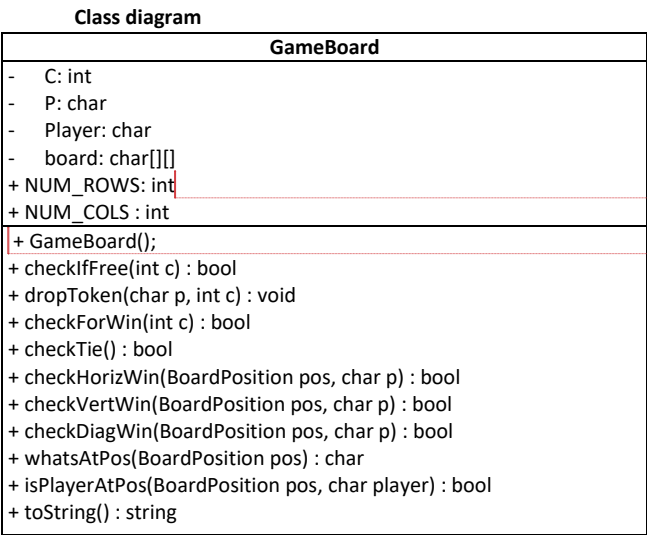 Class diagram
GameBoard
- C: int
- P: char
- Player: char
- board: char[][]
+ NUM_ROWS: int
+ NUM_COLS : int
+ GameBoard();
+ checkIfFree(int c) : bool
+ dropToken(char p, int c) : void
+ checkForWin(int c) : bool
+ checkTie() : bool
+ checkHorizWin(BoardPosition pos, char p) : bool
+ checkVertWin(BoardPosition pos, char p) : bool
+ checkDiagWin(BoardPosition pos, char p) : bool
+ whatsAtPos(BoardPosition pos) : char
+ isPlayerAtPos(BoardPosition pos, char player) : bool
+ toString() : string